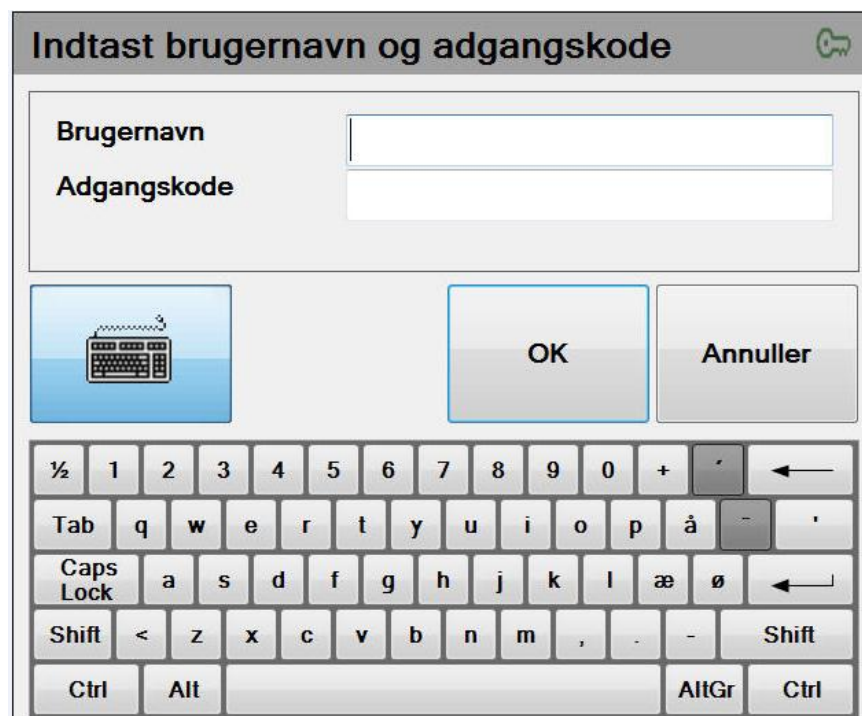 Indtast brugernavn og adgangskode
Brugernavn
Adgangskode
OK Annuller
½ 1 2 3 4 5 6 7 8 9 0 + ´
Tab q w e r t y u i o p å ¨ '
Caps
Lock a s d f g h j k l æ ø
Shift < z x c v b n m , . - Shift
Ctrl Alt AltGr Ctrl